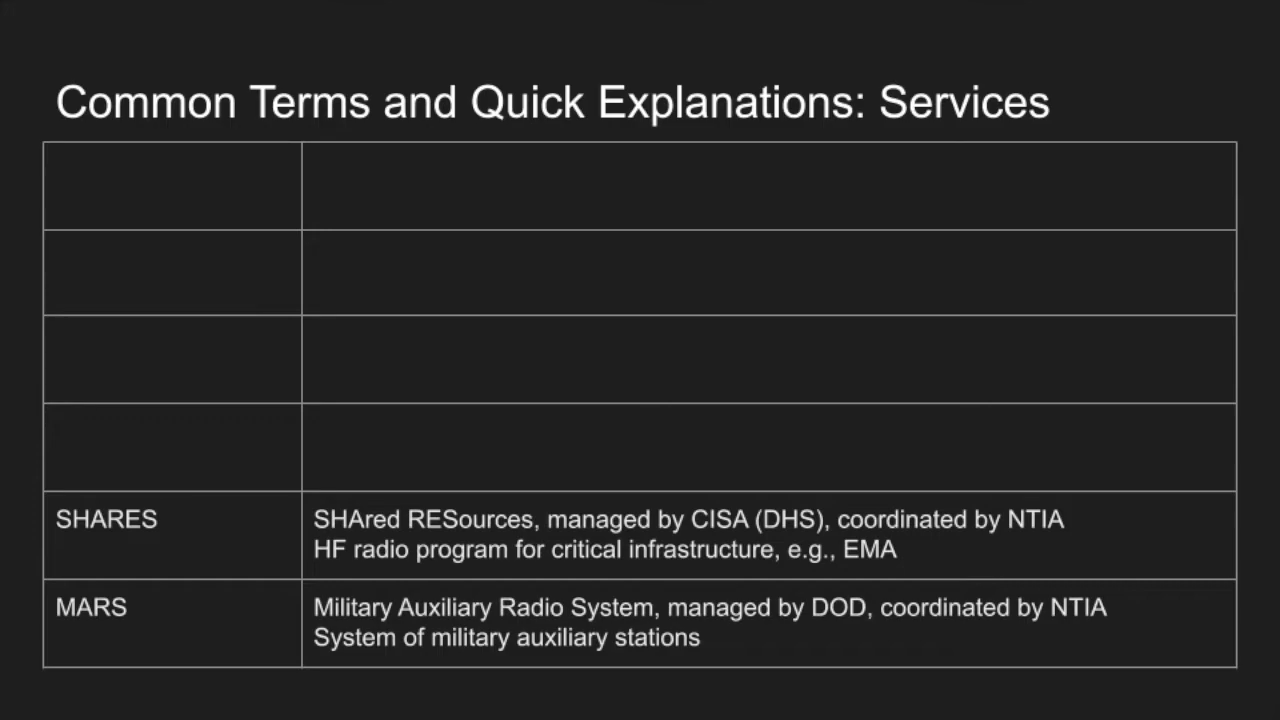 Common Terms and Quick Explanations: Services
SHARES
SHAred RESources, managed by CISA (DHS), coordinated by NTIA
HF radio program for critical infrastructure, e.g., EMA
MARS
Military Auxiliary Radio System, managed by DOD, coordinated by NTIA
System of military auxiliary stations